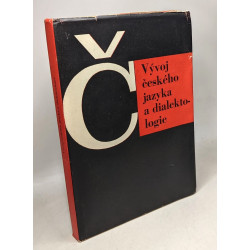 Č
Vývoj
českého
jazyka
a dialekto-
logie